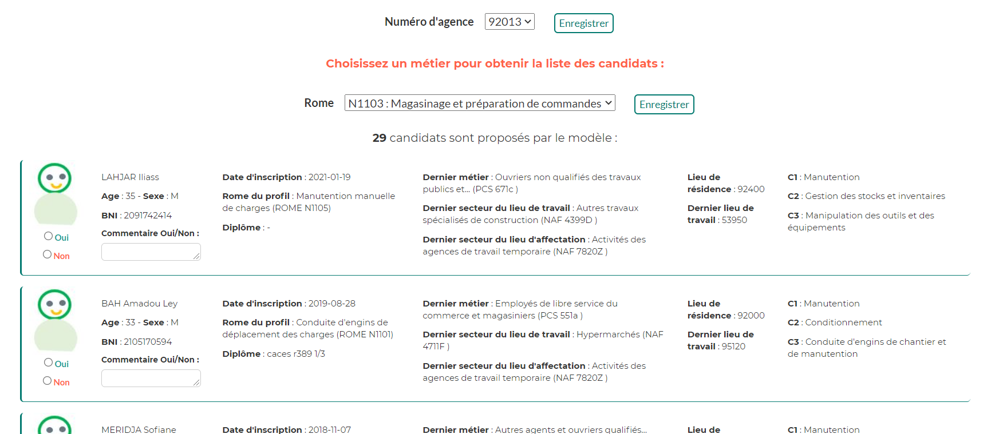 Numéro d'agence 92013 Enregistrer
Choisissez un métier pour obtenir la liste des candidats :
Rome N1103 : Magasinage et préparation de commandes Enregistrer
29 candidats sont proposés par le modèle :
LAHJAR Iliass
Age : 35 - Sexe : M
BNI : 2091742414
Commentaire Oui/Non :
Oui
Non
Date d'inscription : 2021-01-19
Rome du profil : Manutention manuelle
de charges (ROME N1105)
Diplôme : -
Dernier métier : Ouvriers non qualifiés des travaux
publics et... (PCS 671c )
Dernier secteur du lieu de travail : Autres travaux
spécialisés de construction (NAF 4399D )
Dernier secteur du lieu d'affectation : Activités des
agences de travail temporaire (NAF 7820Z )
Lieu de
résidence : 92400
Dernier lieu de
travail : 53950
C1 : Manutention
C2 : Gestion des stocks et inventaires
C3 : Manipulation des outils et des
équipements
BAH Amadou Ley
Age : 33 - Sexe : M
BNI : 2105170594
Commentaire Oui/Non :
Oui
Non
Date d'inscription : 2019-08-28
Rome du profil : Conduite d'engins de
déplacement des charges (ROME N1101)
Diplôme : caces r389 1/3
Dernier métier : Employés de libre service du
commerce et magasiniers (PCS 551a )
Dernier secteur du lieu de travail : Hypermarchés (NAF
4711F )
Dernier secteur du lieu d'affectation : Activités des
agences de travail temporaire (NAF 7820Z )
Lieu de
résidence : 92000
Dernier lieu de
travail : 95120
C1 : Manutention
C2 : Conditionnement
C3 : Conduite d'engins de chantier et
de manutention
MERIDJA Sofiane
Date d'inscription : 2018-11-07
Dernier métier : Autres agents et ouvriers qualifiés...
Lieu de
C1 : Manutention